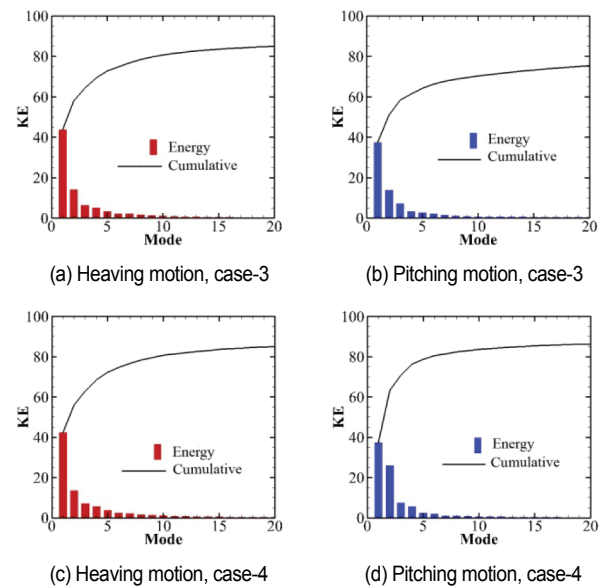 100
80
60
KE
40
20
0
0 5 10 15 20
Mode
Energy
Cumulative
(a) Heaving motion, case-3
100
80
60
KE
40
20
0
0 5 10 15 20
Mode
Energy
Cumulative
(b) Pitching motion, case-3
100
80
60
KE
40
20
0
0 5 10 15 20
Mode
Energy
Cumulative
(c) Heaving motion, case-4
100
80
60
KE
40
20
0
0 5 10 15 20
Mode
Energy
Cumulative
(d) Pitching motion, case-4